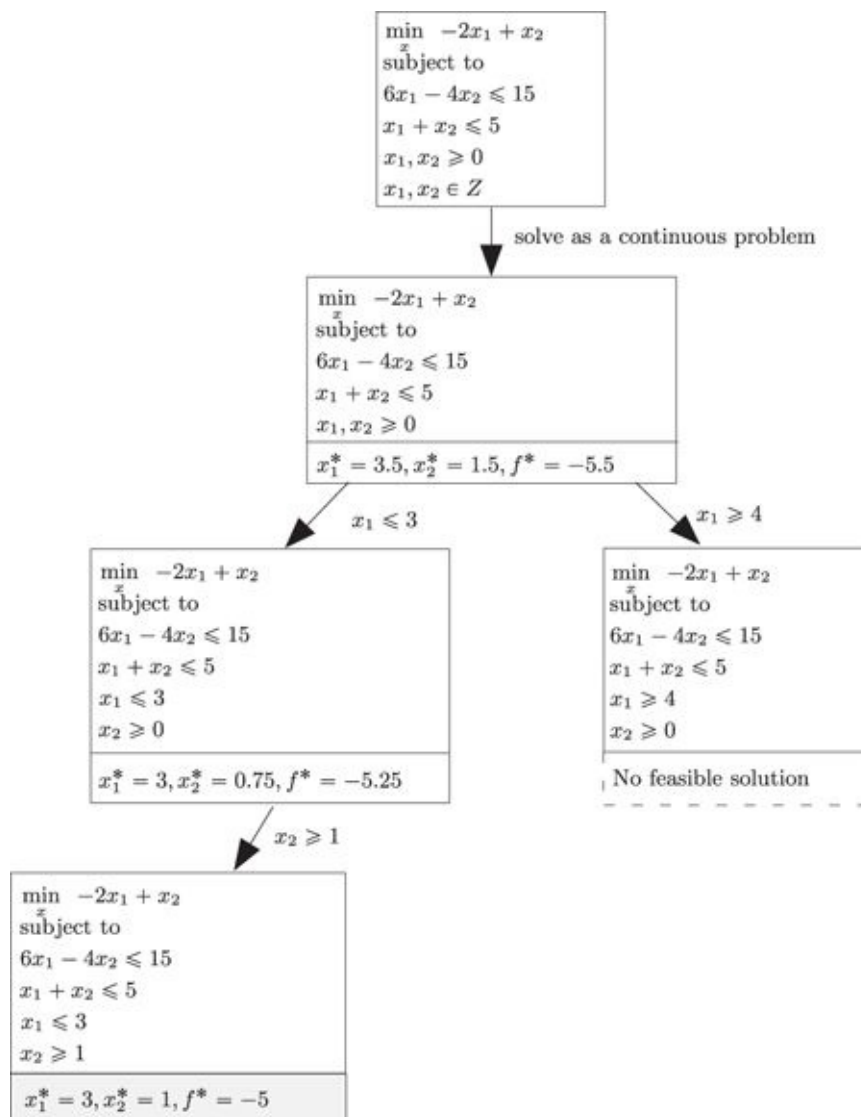 min −2x₁ + x₂
x
subject to
6x₁ − 4x₂ ⩽ 15
x₁ + x₂ ⩽ 5
x₁, x₂ ⩾ 0
x₁, x₂ ∈ Z
solve as a continuous problem
min −2x₁ + x₂
x
subject to
6x₁ − 4x₂ ⩽ 15
x₁ + x₂ ⩽ 5
x₁, x₂ ⩾ 0
x₁* = 3.5, x₂* = 1.5, f* = −5.5
x₁ ⩽ 3
x₁ ⩾ 4
min −2x₁ + x₂
x
subject to
6x₁ − 4x₂ ⩽ 15
x₁ + x₂ ⩽ 5
x₁ ⩽ 3
x₂ ⩾ 0
x₁* = 3, x₂* = 0.75, f* = −5.25
min −2x₁ + x₂
x
subject to
6x₁ − 4x₂ ⩽ 15
x₁ + x₂ ⩽ 5
x₁ ⩾ 4
x₂ ⩾ 0
No feasible solution
x₂ ⩾ 1
min −2x₁ + x₂
x
subject to
6x₁ − 4x₂ ⩽ 15
x₁ + x₂ ⩽ 5
x₁ ⩽ 3
x₂ ⩾ 1
x₁* = 3, x₂* = 1, f* = −5